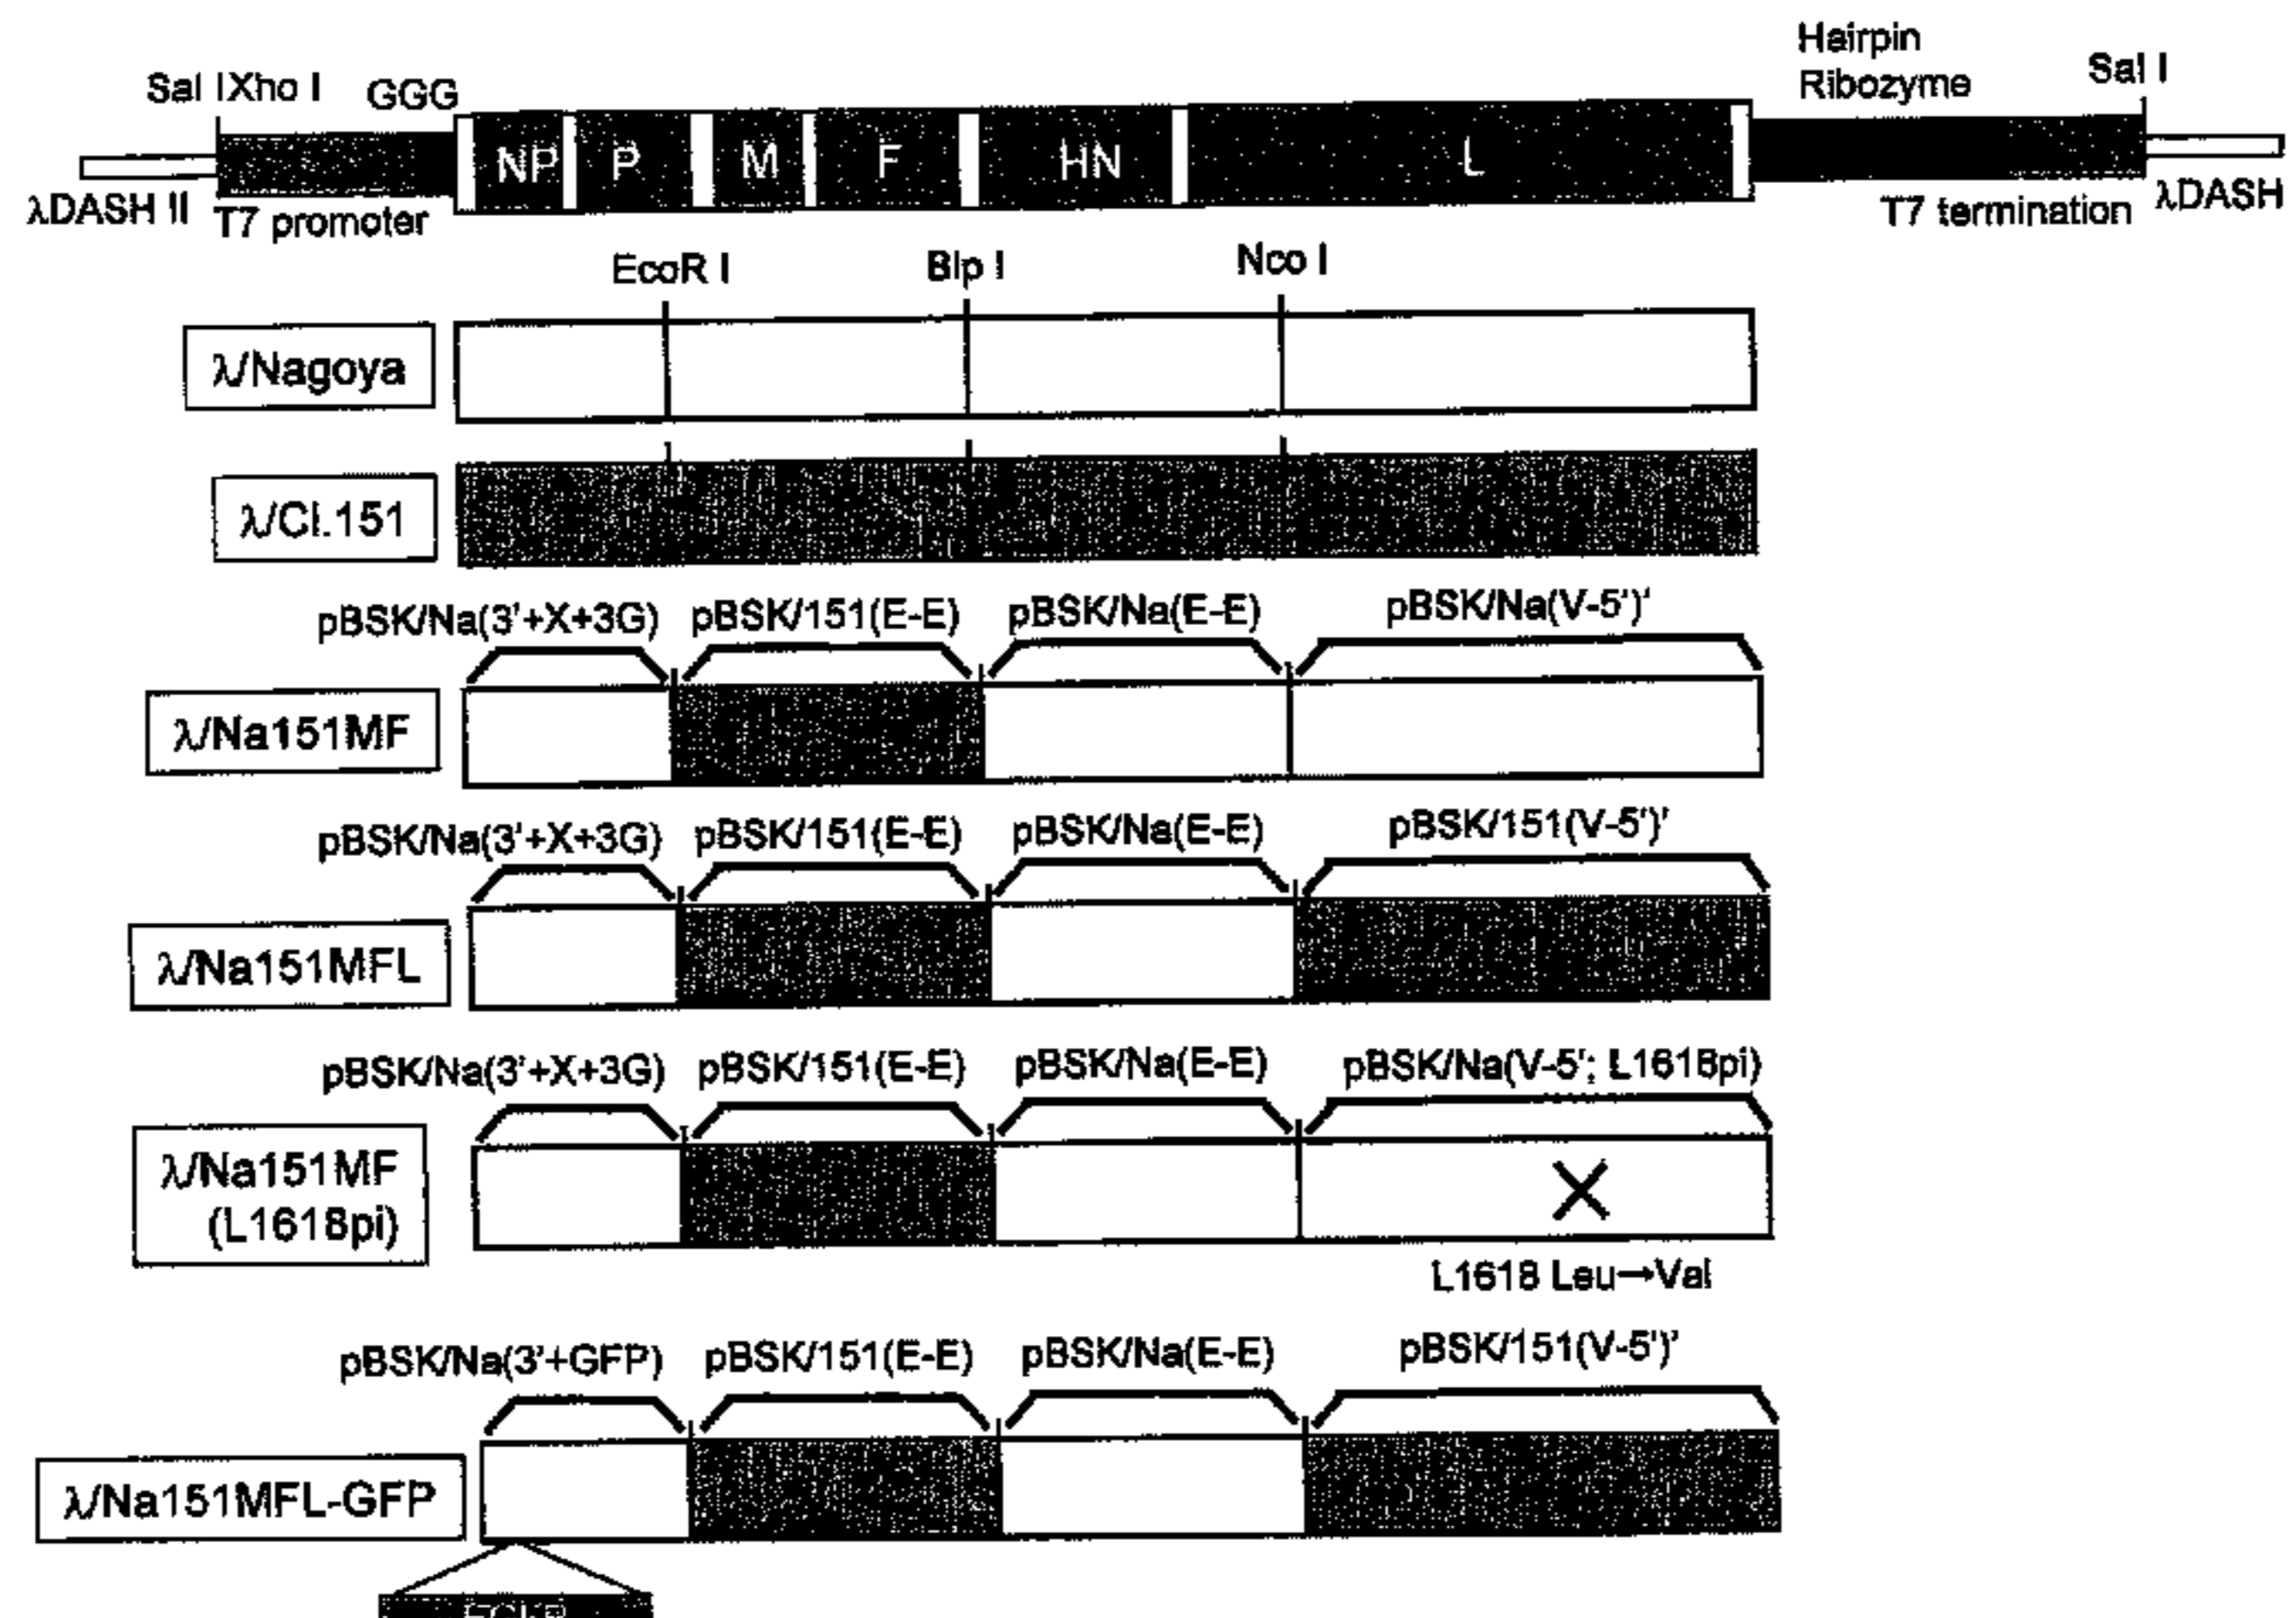 Hairpin
Ribozyme
Sal I Xho I GGG Sal I
NP P M F HN L
λDASH II T7 promoter T7 termination λDASH
EcoR I Blp I Nco I
λ/Nagoya
λ/Cl.151
pBSK/Na(3'+X+3G) pBSK/151(E-E) pBSK/Na(E-E) pBSK/Na(V-5')'
λ/Na151MF
pBSK/Na(3'+X+3G) pBSK/151(E-E) pBSK/Na(E-E) pBSK/151(V-5')'
λ/Na151MFL
pBSK/Na(3'+X+3G) pBSK/151(E-E) pBSK/Na(E-E) pBSK/Na(V-5'; L1618pi)
λ/Na151MF
(L1618pi)
L1618 Leu→Val
pBSK/Na(3'+GFP) pBSK/151(E-E) pBSK/Na(E-E) pBSK/151(V-5')'
λ/Na151MFL-GFP